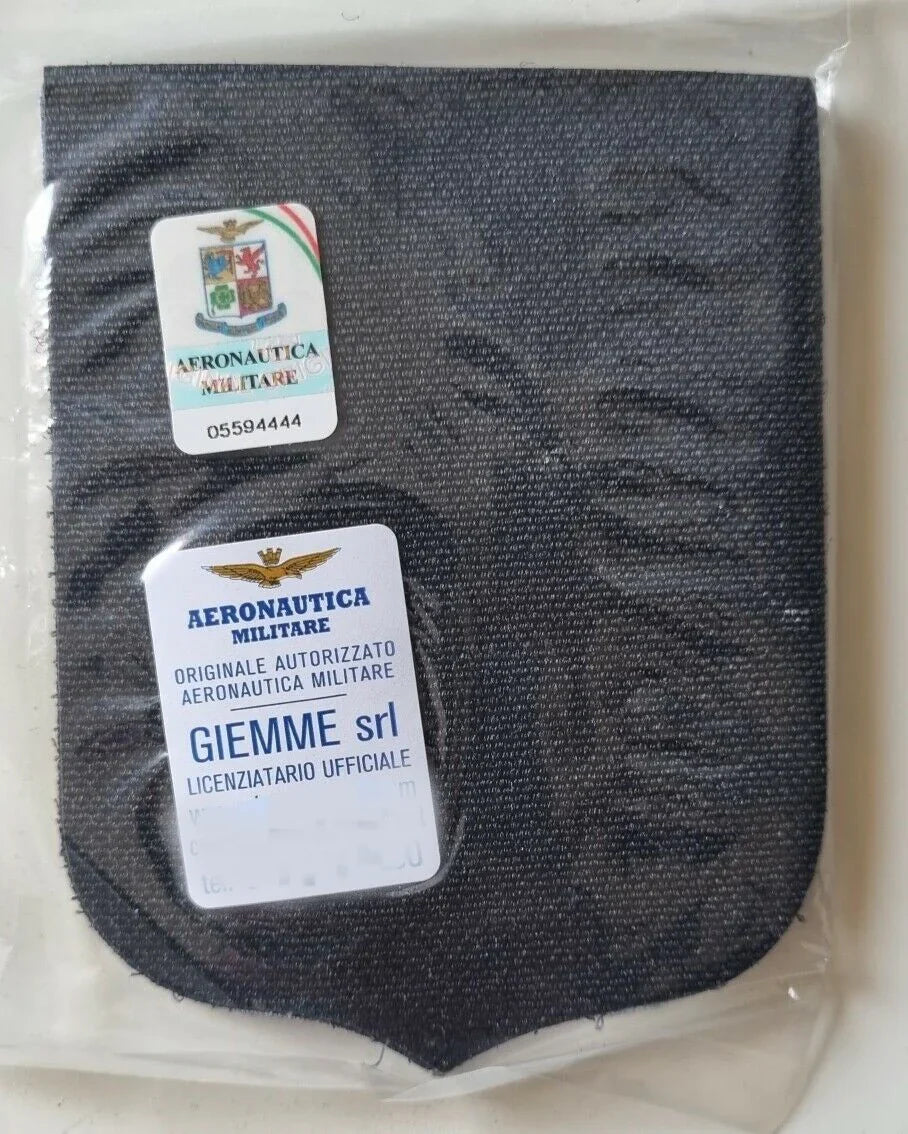 AERONAUTICA
MILITARE
05594444
AERONAUTICA
MILITARE
ORIGINALE AUTORIZZATO
AERONAUTICA MILITARE
GIEMME srl
LICENZIATARIO UFFICIALE